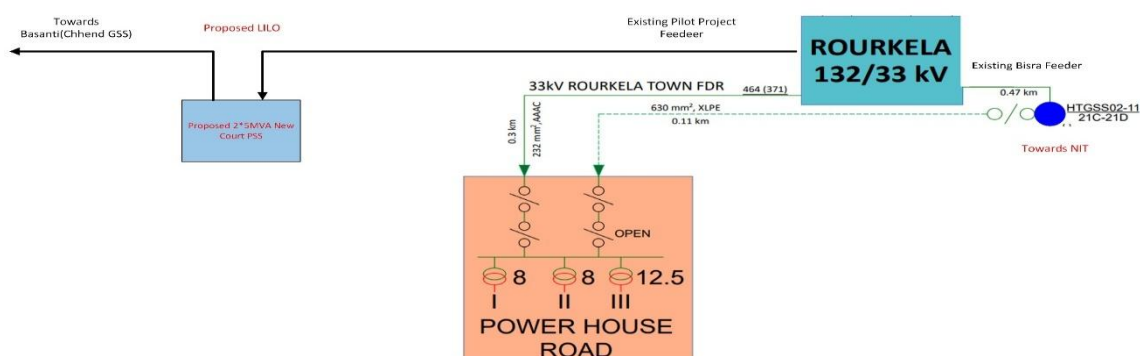 Towards
Basanti(Chhend GSS)
Proposed LILO
Existing Pilot Project
Feedeer
ROURKELA
132/33 kV
Existing Bisra Feeder
33kV ROURKELA TOWN FDR
464 (371)
0.47 km
630 mm², XLPE
0.11 km
HTGSS02-11
21C-21D
Towards NIT
Proposed 2*5MVA New
Court PSS
0.3 km
232 mm²,AAAC
OPEN
8
8
12.5
I
II
III
POWER HOUSE
ROAD